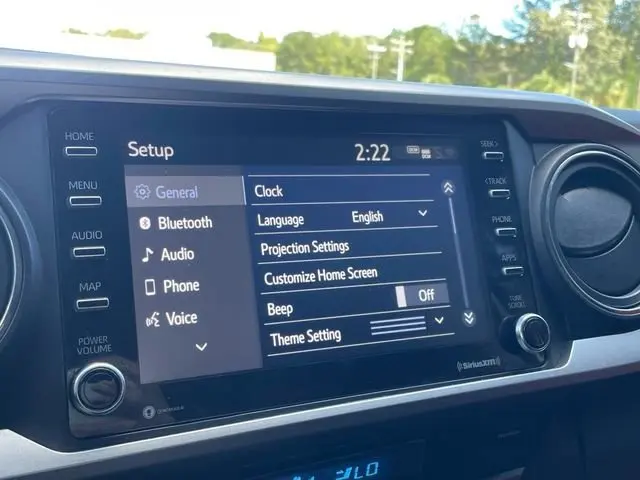 HOME
MENU
AUDIO
MAP
POWER
VOLUME
Setup
2:22
General
Bluetooth
Audio
Phone
Voice
Clock
Language English
Projection Settings
Customize Home Screen
Beep Off
Theme Setting
SEEK>
<TRACK
PHONE
APPS
TUNE
SCROLL
SiriusXM
LO